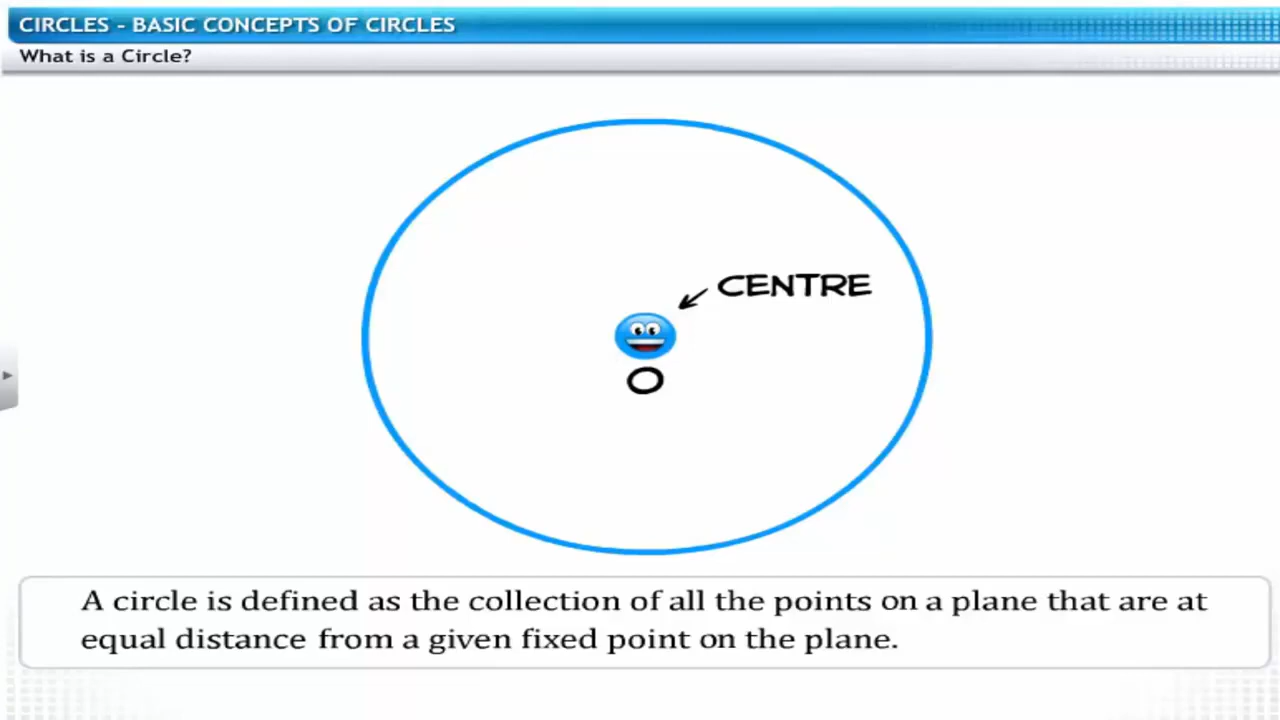 CIRCLES - BASIC CONCEPTS OF CIRCLES
What is a Circle?
CENTRE
O
A circle is defined as the collection of all the points on a plane that are at
equal distance from a given fixed point on the plane.